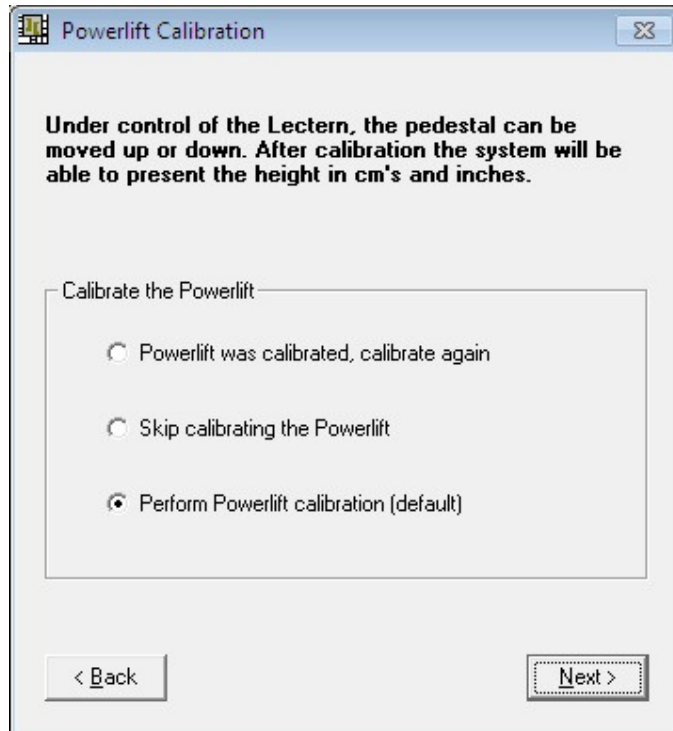 Powerlift Calibration
Under control of the Lectern, the pedestal can be
moved up or down. After calibration the system will be
able to present the height in cm's and inches.
Calibrate the Powerlift
Powerlift was calibrated, calibrate again
Skip calibrating the Powerlift
Perform Powerlift calibration (default)
< Back
Next >